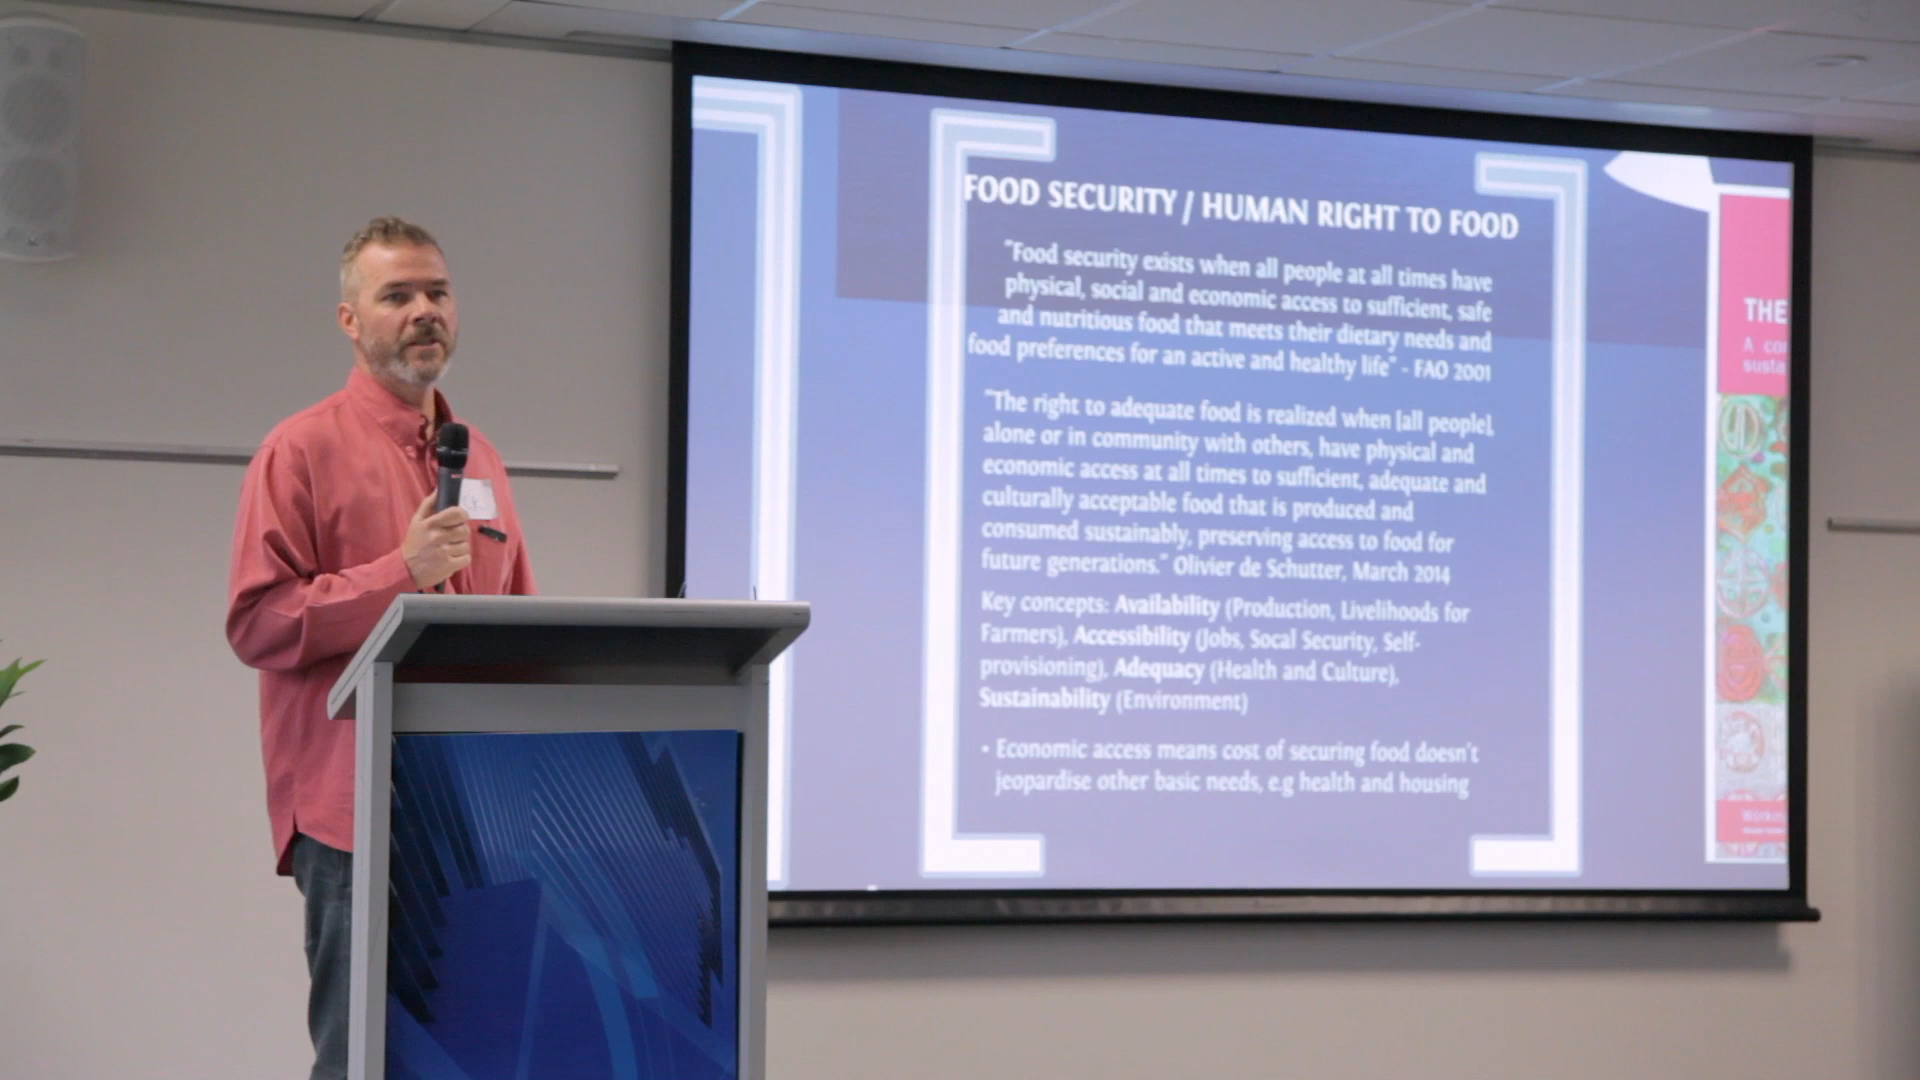 FOOD SECURITY / HUMAN RIGHT TO FOOD
"Food security exists when all people at all times have
physical, social and economic access to sufficient, safe
and nutritious food that meets their dietary needs and
food preferences for an active and healthy life" - FAO 2001
"The right to adequate food is realized when [all people],
alone or in community with others, have physical and
economic access at all times to sufficient, adequate and
culturally acceptable food that is produced and
consumed sustainably, preserving access to food for
future generations." Olivier de Schutter, March 2014
Key concepts: Availability (Production, Livelihoods for
Farmers), Accessibility (Jobs, Socal Security, Self-
provisioning), Adequacy (Health and Culture),
Sustainability (Environment)
• Economic access means cost of securing food doesn't
jeopardise other basic needs, e.g health and housing
THE
A